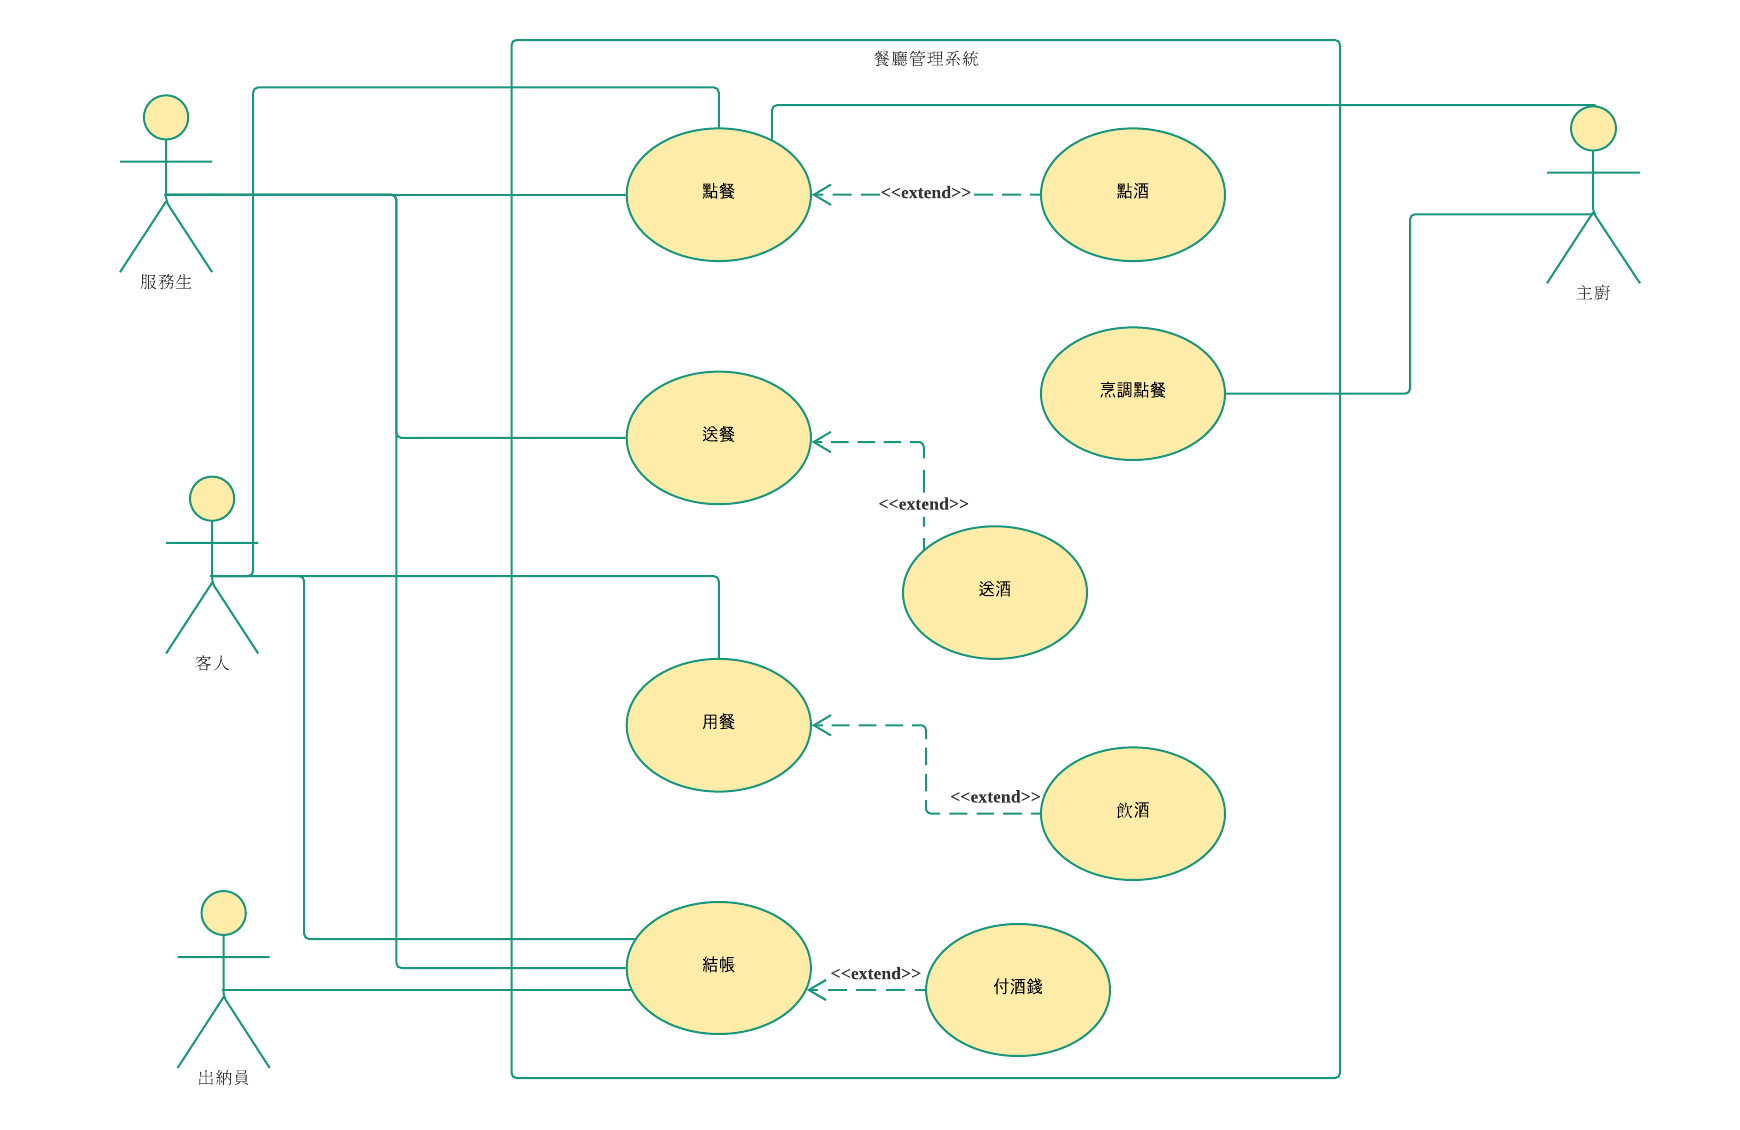 餐廳管理系統
點餐
<<extend>>
點酒
服務生
主廚
烹調點餐
送餐
<<extend>>
送酒
客人
用餐
<<extend>>
飲酒
結帳
<<extend>>
付酒錢
出納員